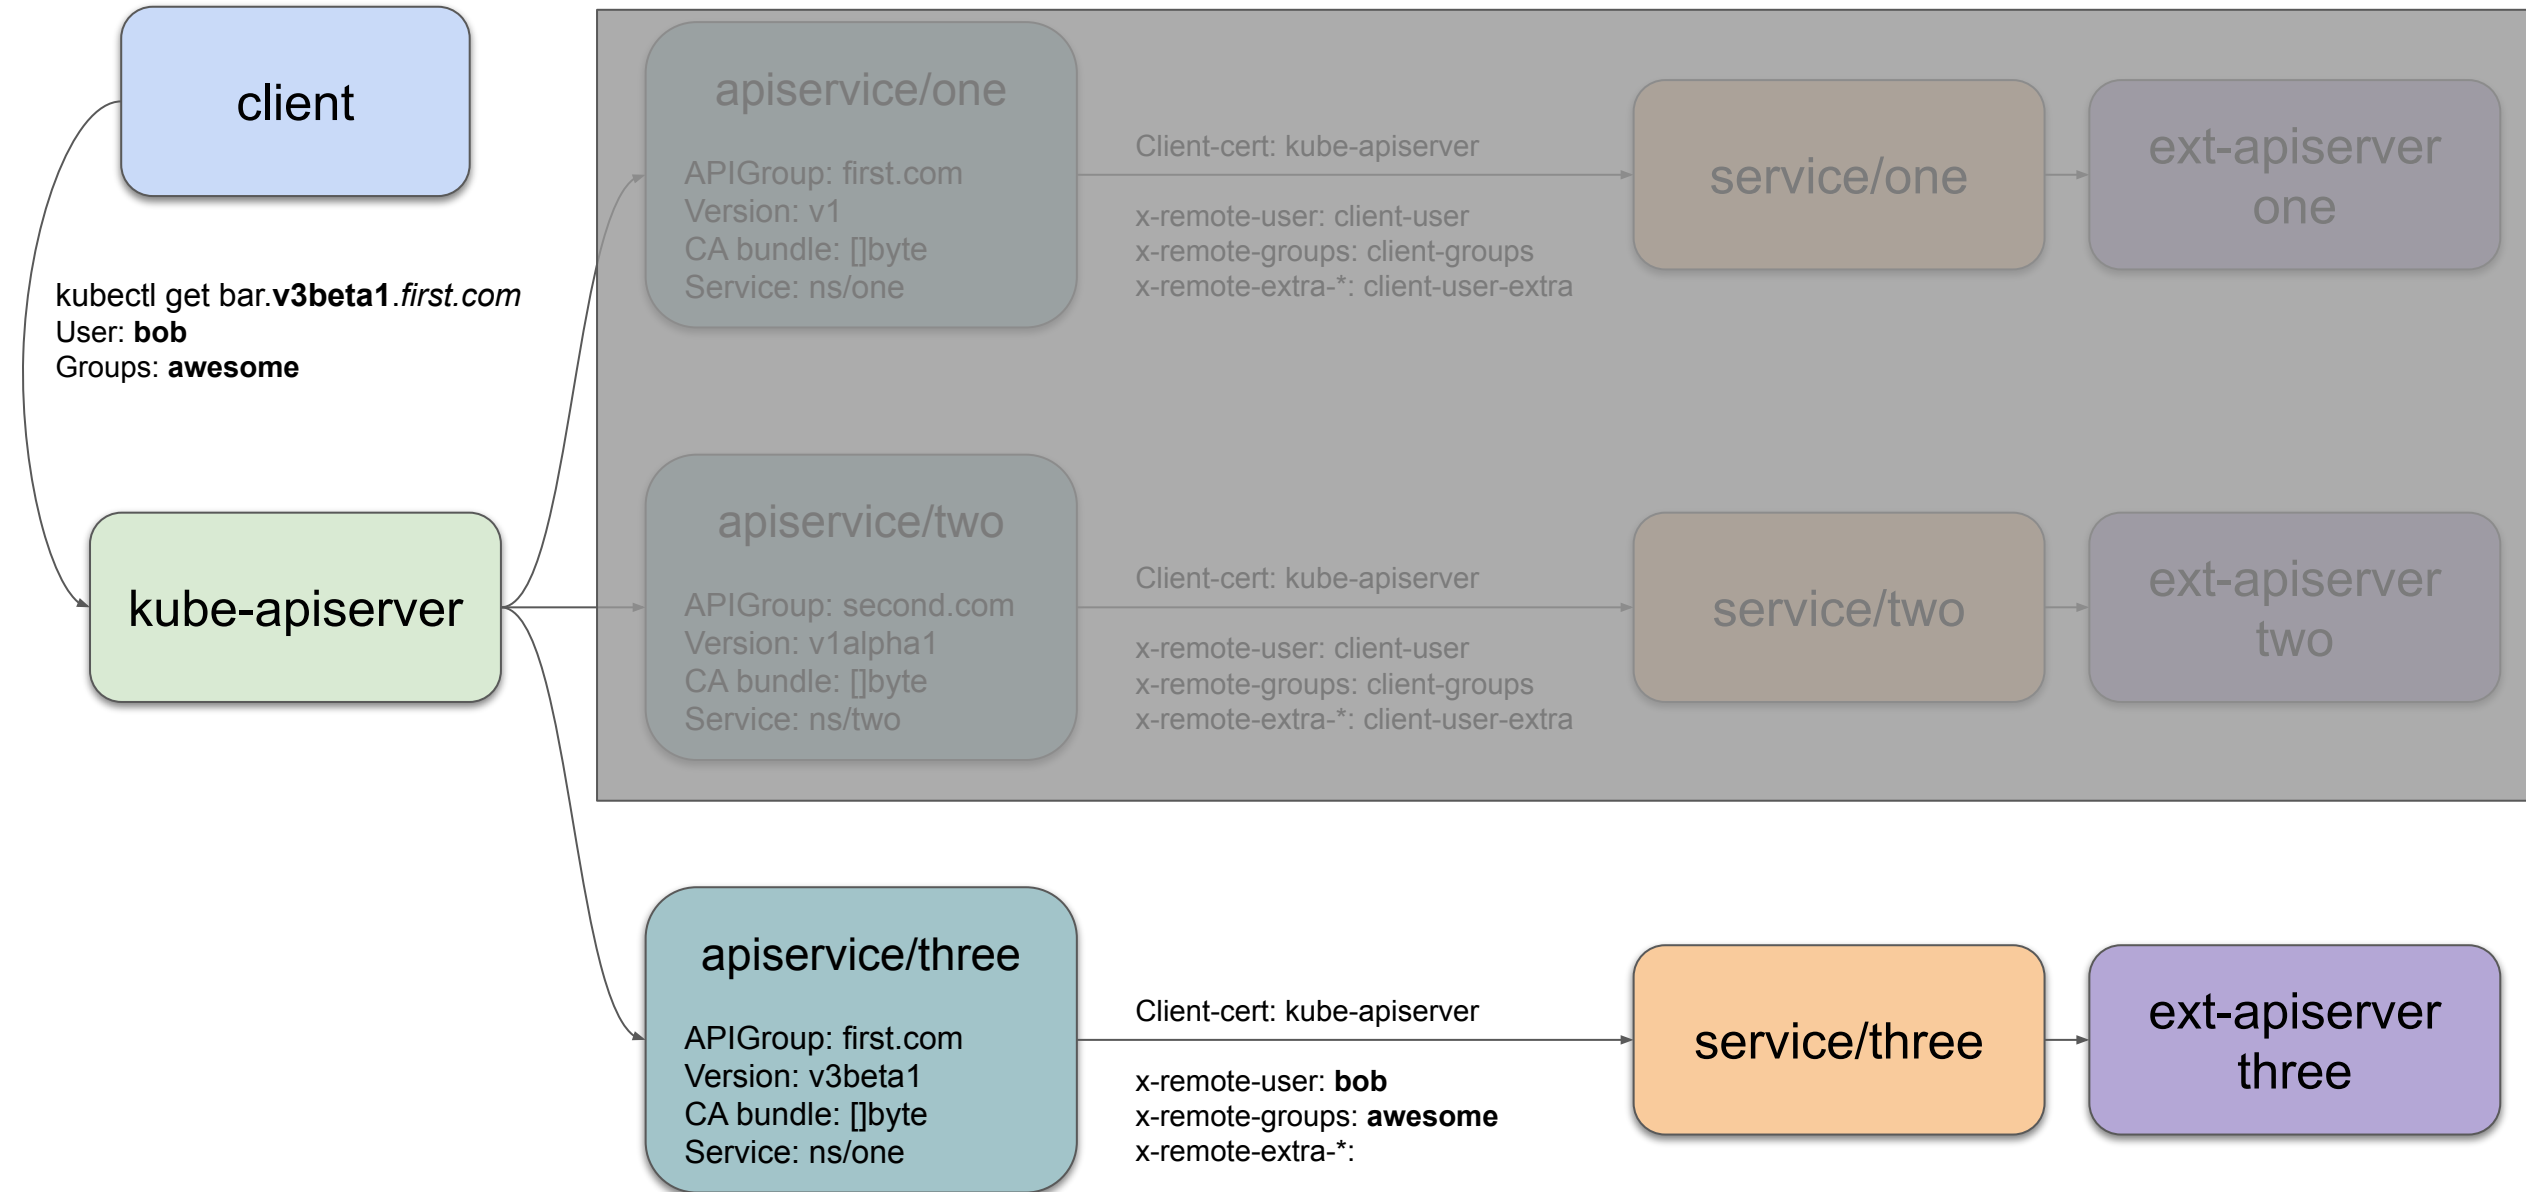 client
kubectl get bar.v3beta1.first.com
User: bob
Groups: awesome
kube-apiserver
apiservice/one
APIGroup: first.com
Version: v1
CA bundle: []byte
Service: ns/one
Client-cert: kube-apiserver
x-remote-user: client-user
x-remote-groups: client-groups
x-remote-extra-*: client-user-extra
service/one
ext-apiserver
one
apiservice/two
APIGroup: second.com
Version: v1alpha1
CA bundle: []byte
Service: ns/two
Client-cert: kube-apiserver
x-remote-user: client-user
x-remote-groups: client-groups
x-remote-extra-*: client-user-extra
service/two
ext-apiserver
two
apiservice/three
APIGroup: first.com
Version: v3beta1
CA bundle: []byte
Service: ns/one
Client-cert: kube-apiserver
x-remote-user: bob
x-remote-groups: awesome
x-remote-extra-*:
service/three
ext-apiserver
three